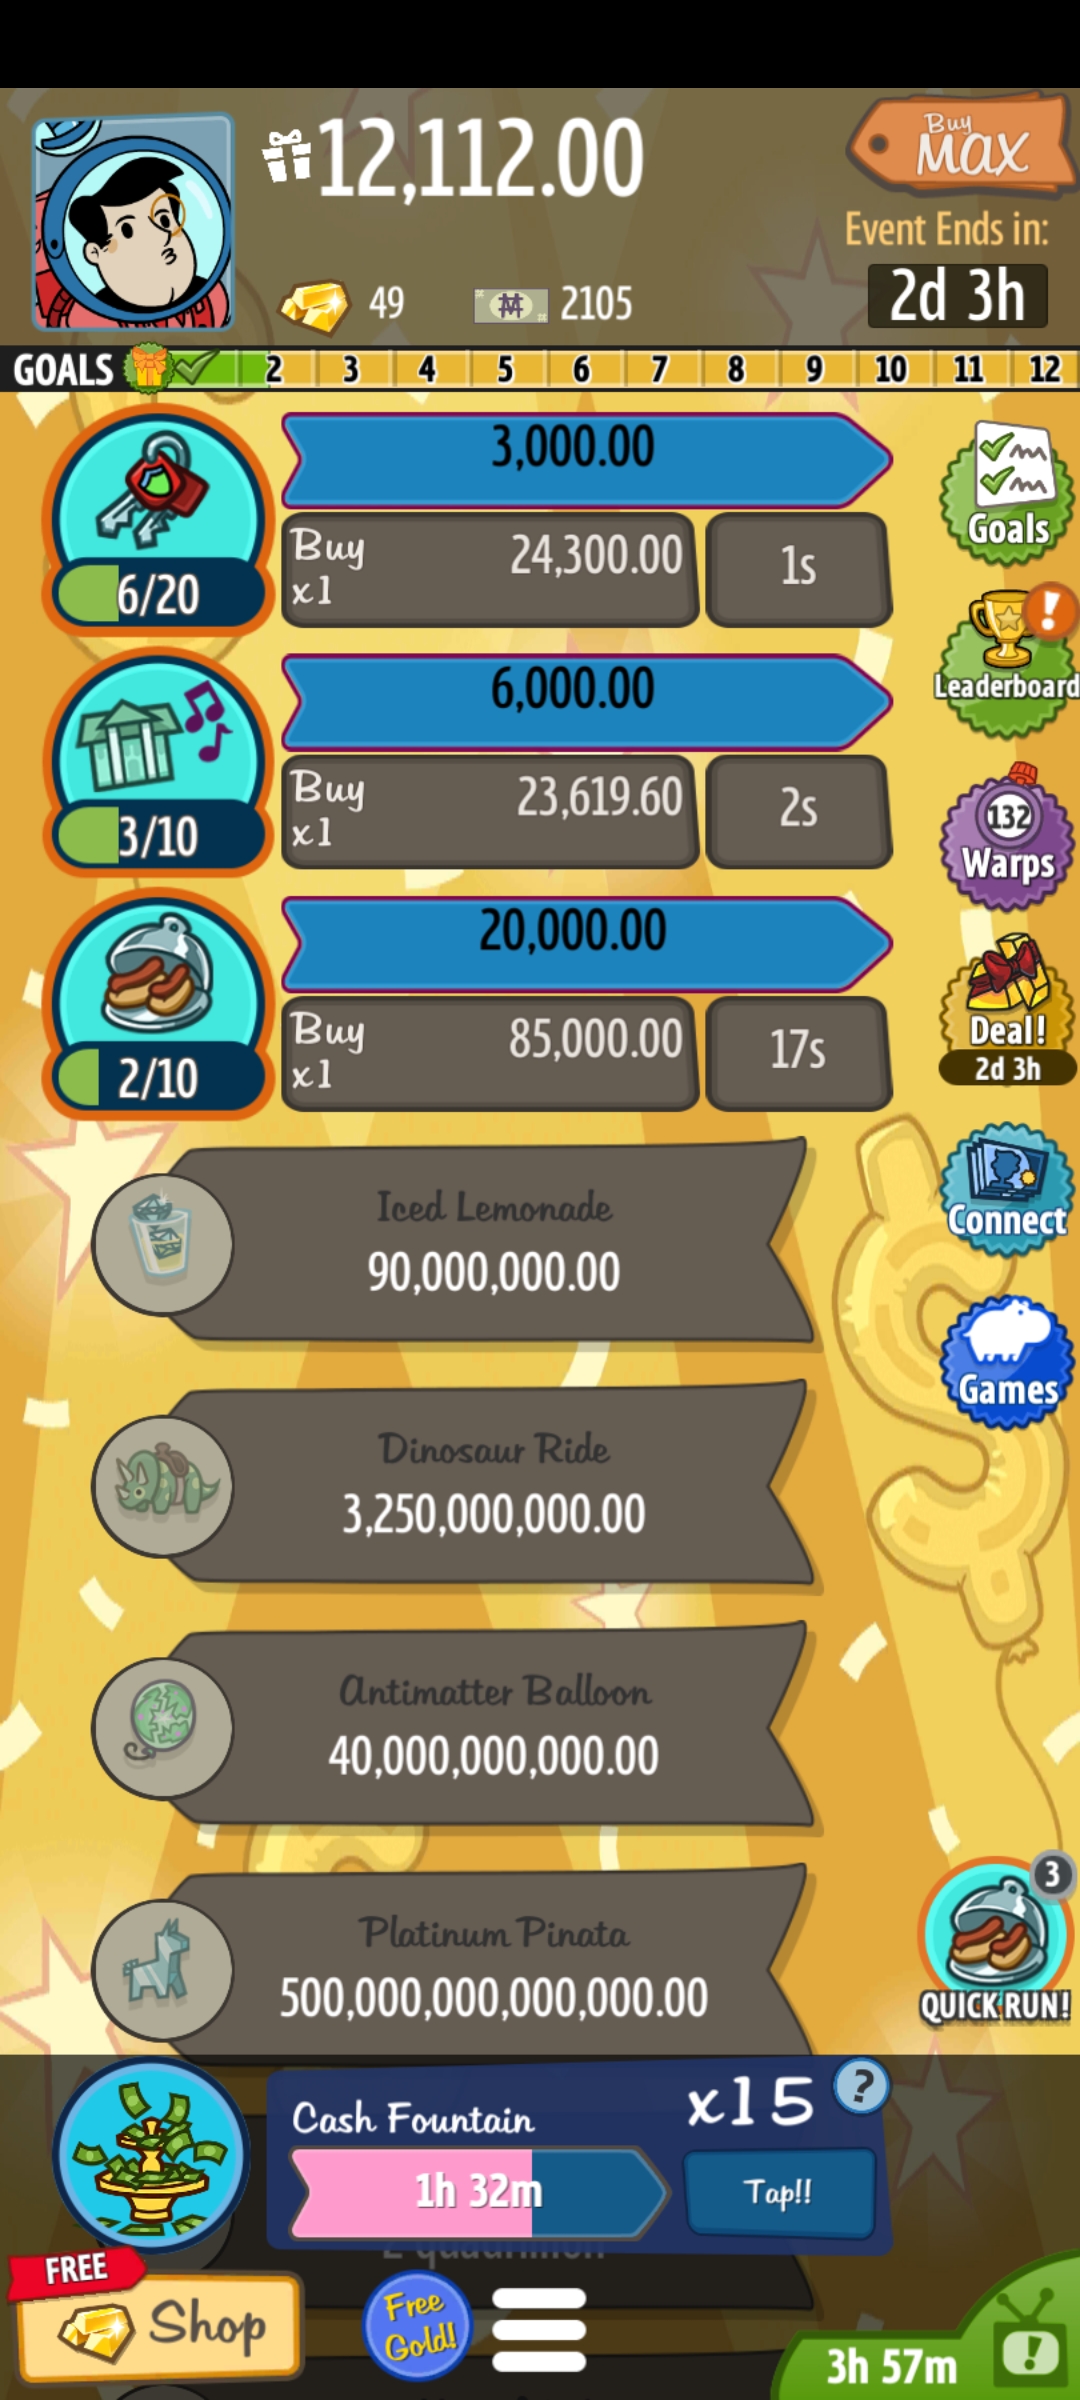 12,112.00
Buy
MAX
Event Ends in:
2d 3h
49
2105
GOALS 2 3 4 5 6 7 8 9 10 11 12
3,000.00
Buy
x1
24,300.00
1s
6/20
Goals
6,000.00
Buy
x1
23,619.60
2s
3/10
!
Leaderboard
132
Warps
20,000.00
Buy
x1
85,000.00
17s
2/10
Deal!
2d 3h
Iced Lemonade
90,000,000.00
Connect
Dinosaur Ride
3,250,000,000.00
Games
Antimatter Balloon
40,000,000,000.00
Platinum Pinata
500,000,000,000,000.00
3
QUICK RUN!
Cash Fountain
x15
?
1h 32m
Tap!!
2 quadrillion
FREE
Shop
Free
Gold!
3h 57m
!